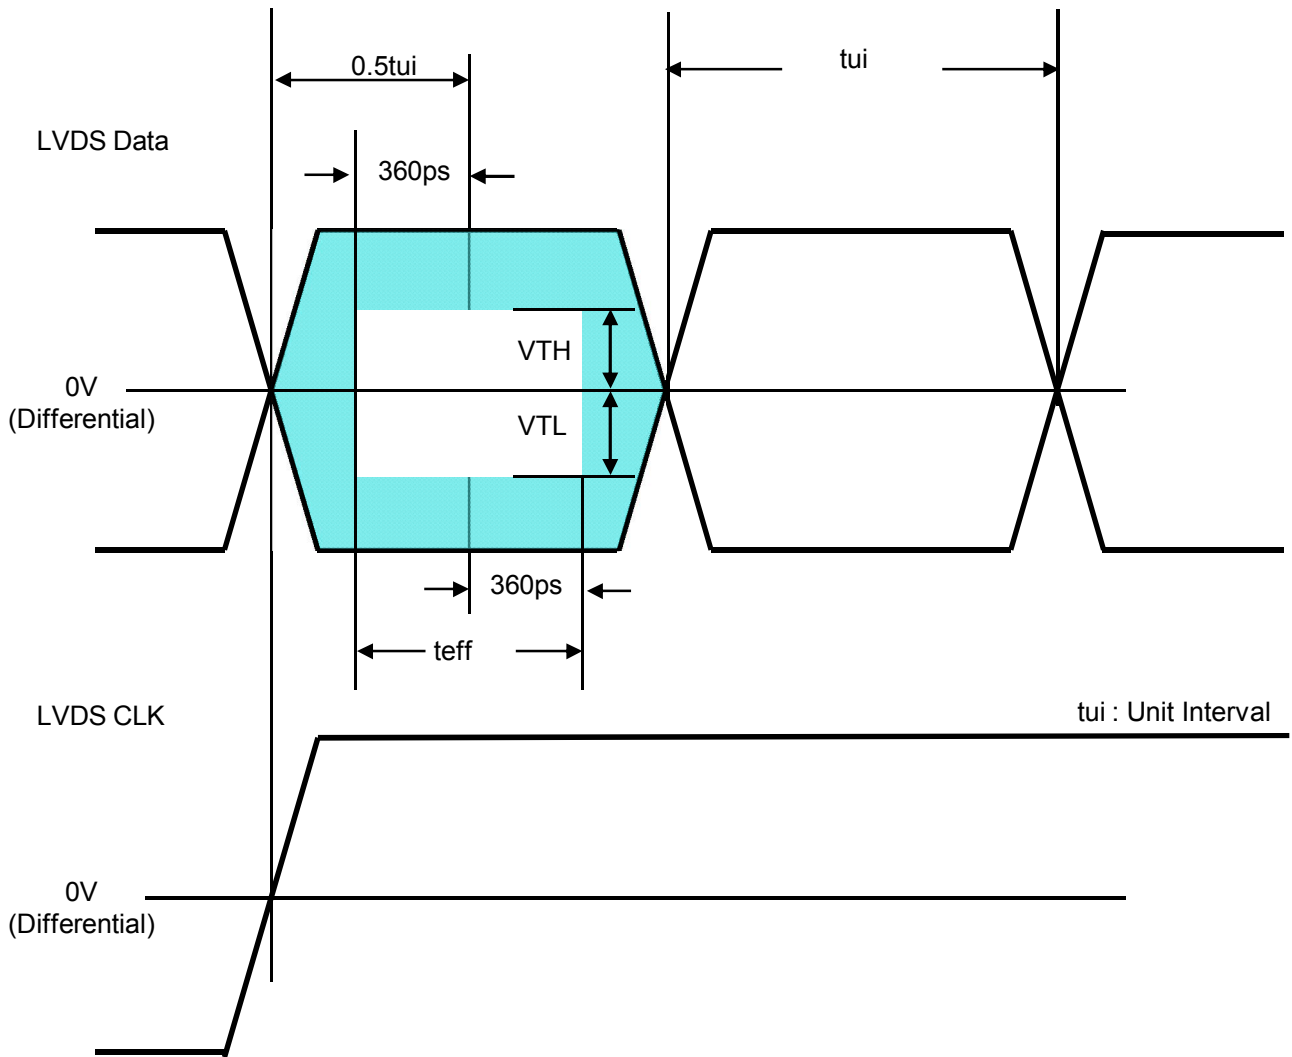 0.5tui
tui
LVDS Data
360ps
VTH
0V
(Differential)
VTL
360ps
teff
LVDS CLK
tui : Unit Interval
0V
(Differential)